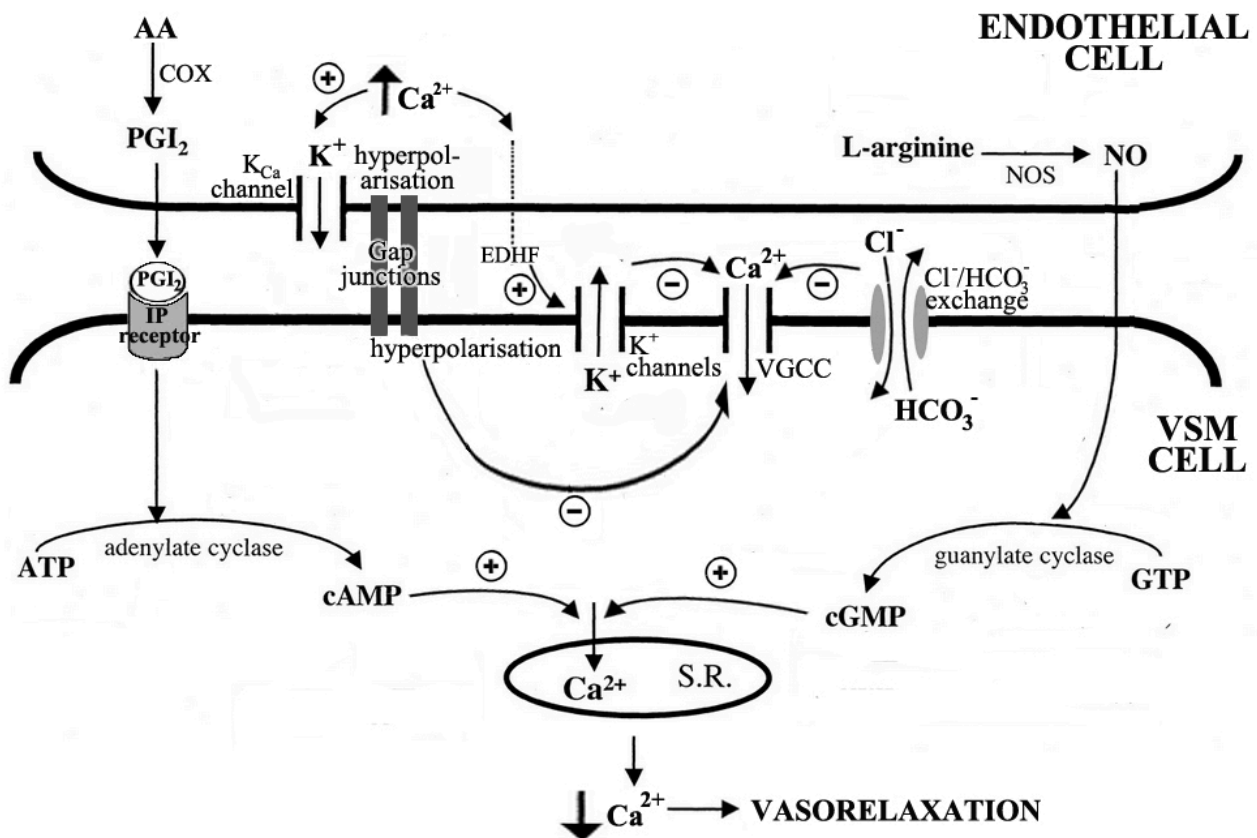 AA
COX
PGI₂
ENDOTHELIAL
CELL
+
Ca²⁺
K⁺
hyperpol-
arisation
K_Ca
channel
L-arginine
NOS
NO
Gap
junctions
EDHF
+
PGI₂
IP
receptor
hyperpolarisation
K⁺
K⁺
channels
−
Ca²⁺
VGCC
−
Cl⁻
Cl⁻/HCO₃⁻
exchange
HCO₃⁻
VSM
CELL
−
ATP
adenylate cyclase
cAMP
+
+
cGMP
guanylate cyclase
GTP
Ca²⁺
S.R.
Ca²⁺
VASORELAXATION